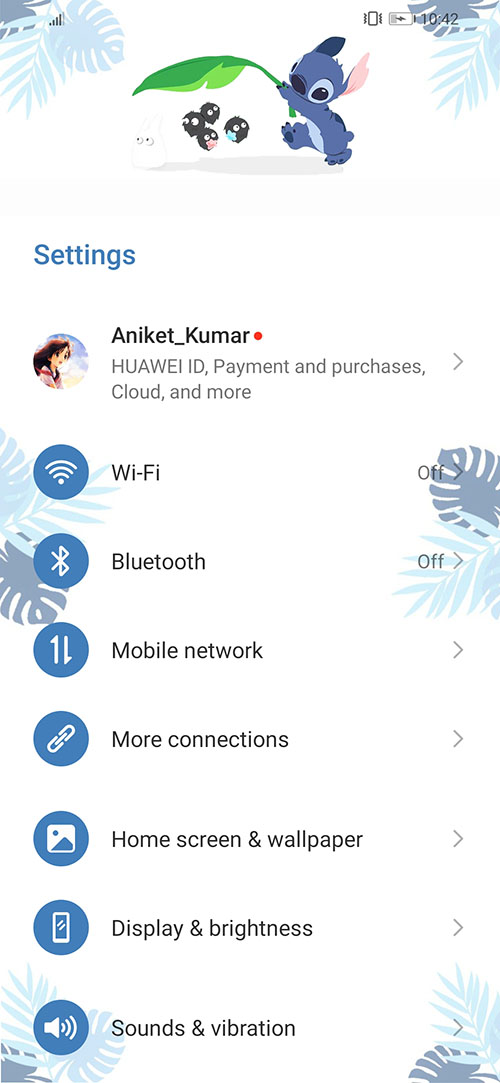 10:42
Settings
Aniket_Kumar
HUAWEI ID, Payment and purchases,
Cloud, and more
Wi-Fi
Off
Bluetooth
Off
Mobile network
More connections
Home screen & wallpaper
Display & brightness
Sounds & vibration